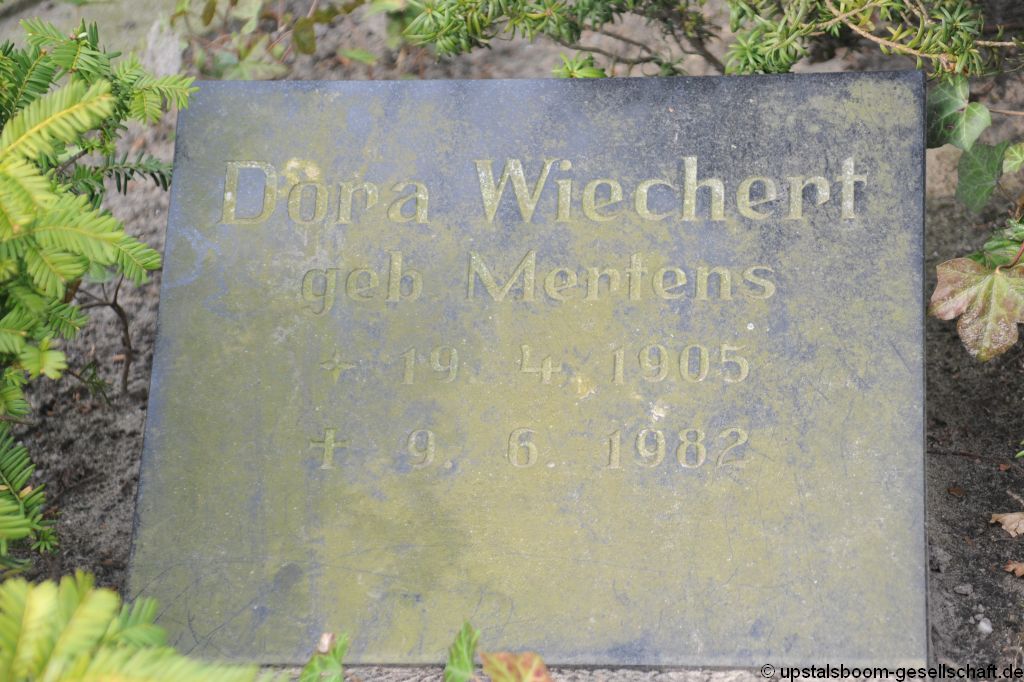 Dora Wiechert
geb Mertens
* 19. 4. 1905
† 9. 6. 1982
© upstalsboom-gesellschaft.de